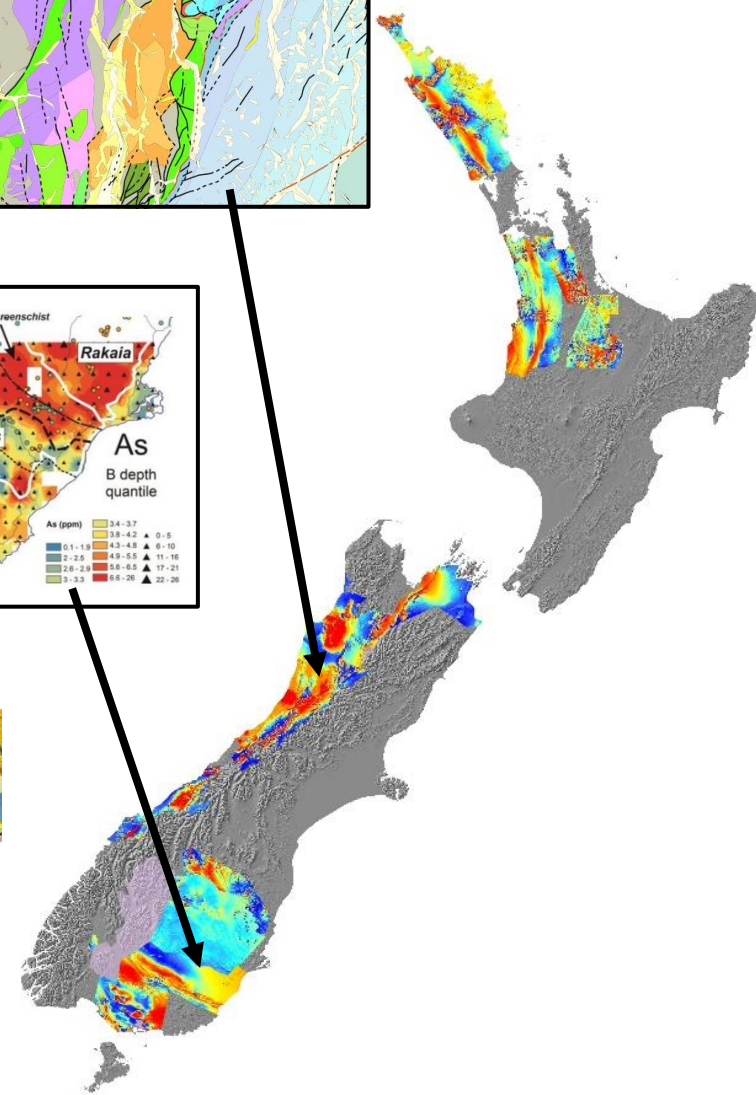 Rakaia
As
B depth
quantile
As (ppm)
3.4 - 3.7
3.8 - 4.2
0 - 5
0.1 - 1.9
4.3 - 4.8
6 - 10
2 - 2.5
4.9 - 5.5
11 - 16
2.6 - 2.9
5.6 - 6.5
17 - 21
3 - 3.3
6.6 - 26
22 - 26